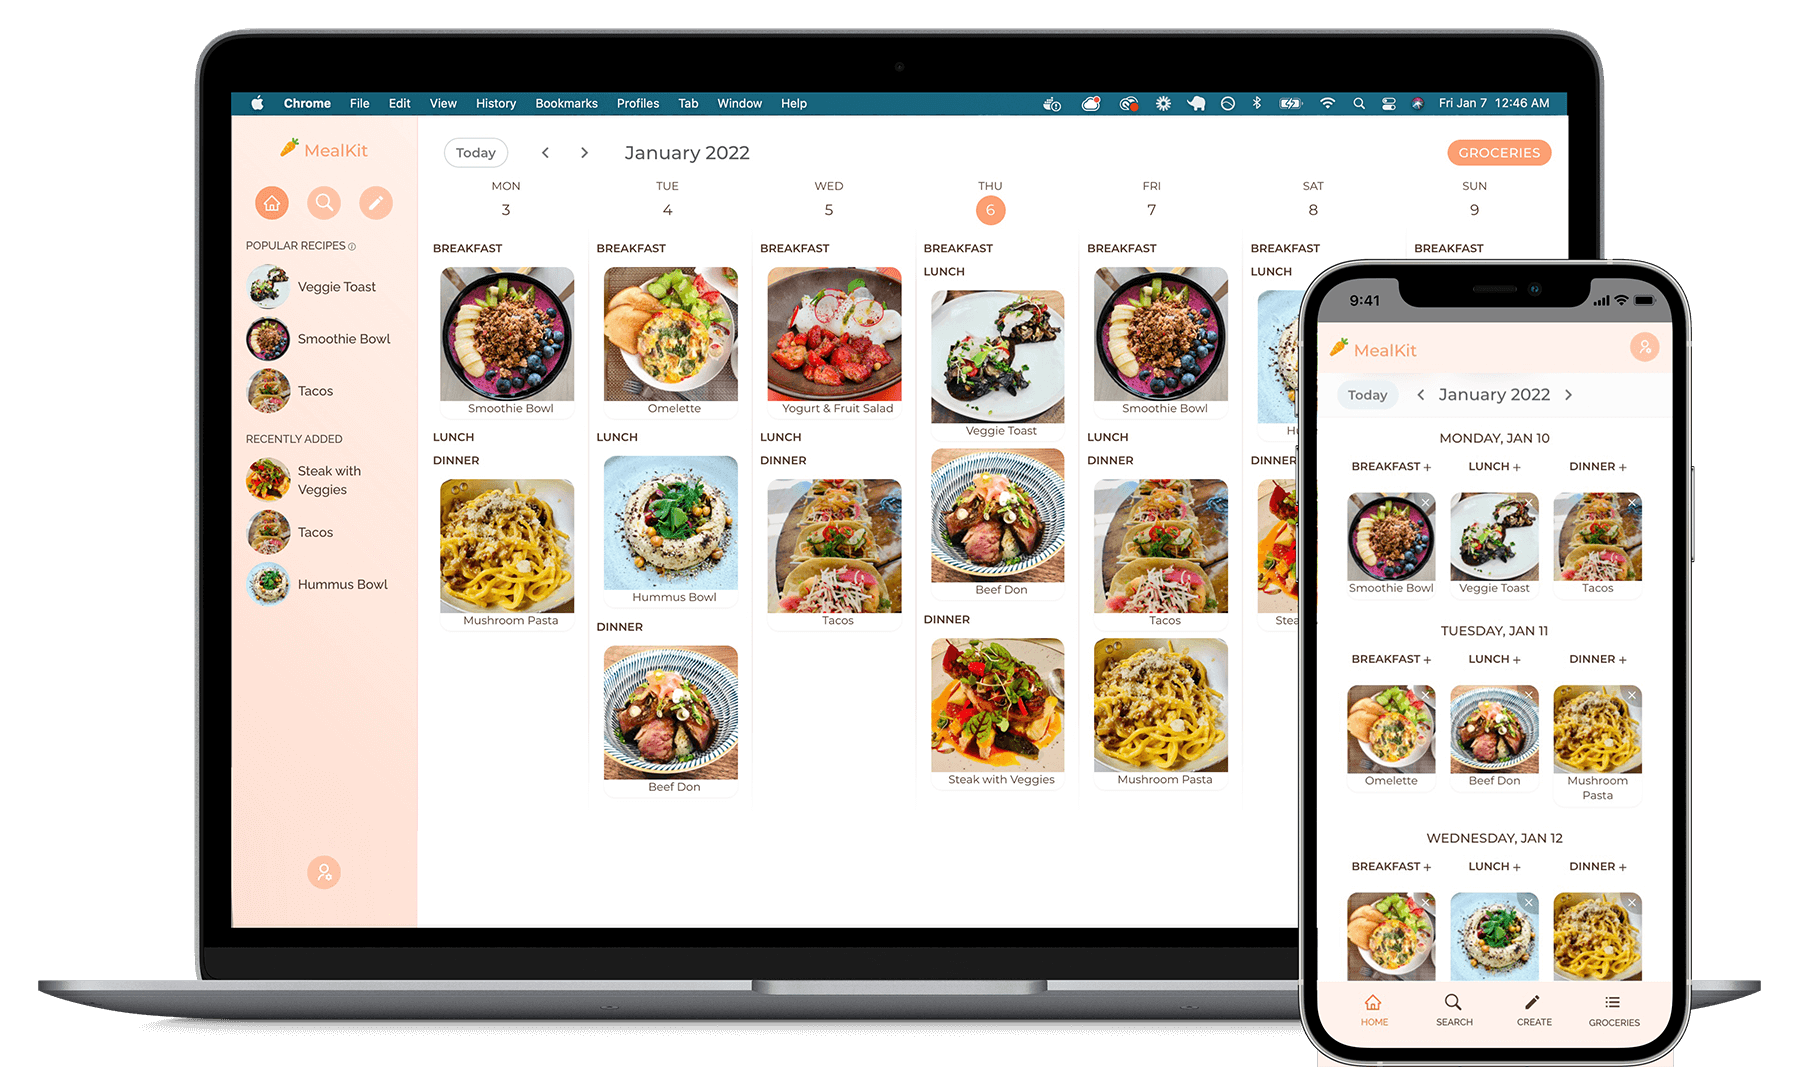 Chrome File Edit View History Bookmarks Profiles Tab Window Help
Fri Jan 7 12:46 AM
MealKit
POPULAR RECIPES
Veggie Toast
Smoothie Bowl
Tacos
RECENTLY ADDED
Steak with
Veggies
Tacos
Hummus Bowl
Today
January 2022
GROCERIES
MON TUE WED THU FRI SAT SUN
3 4 5 6 7 8 9
BREAKFAST
Smoothie Bowl
LUNCH
DINNER
Mushroom Pasta
BREAKFAST
Omelette
LUNCH
Hummus Bowl
DINNER
Beef Don
BREAKFAST
Yogurt & Fruit Salad
LUNCH
DINNER
Tacos
BREAKFAST
LUNCH
Veggie Toast
Beef Don
DINNER
Steak with Veggies
BREAKFAST
Smoothie Bowl
LUNCH
DINNER
Tacos
Mushroom Pasta
BREAKFAST
LUNCH
DINNER
BREAKFAST
9:41
MealKit
Today
January 2022
MONDAY, JAN 10
BREAKFAST + LUNCH + DINNER +
Smoothie Bowl Veggie Toast Tacos
TUESDAY, JAN 11
BREAKFAST + LUNCH + DINNER +
Omelette Beef Don Mushroom
Pasta
WEDNESDAY, JAN 12
BREAKFAST + LUNCH + DINNER +
HOME SEARCH CREATE GROCERIES